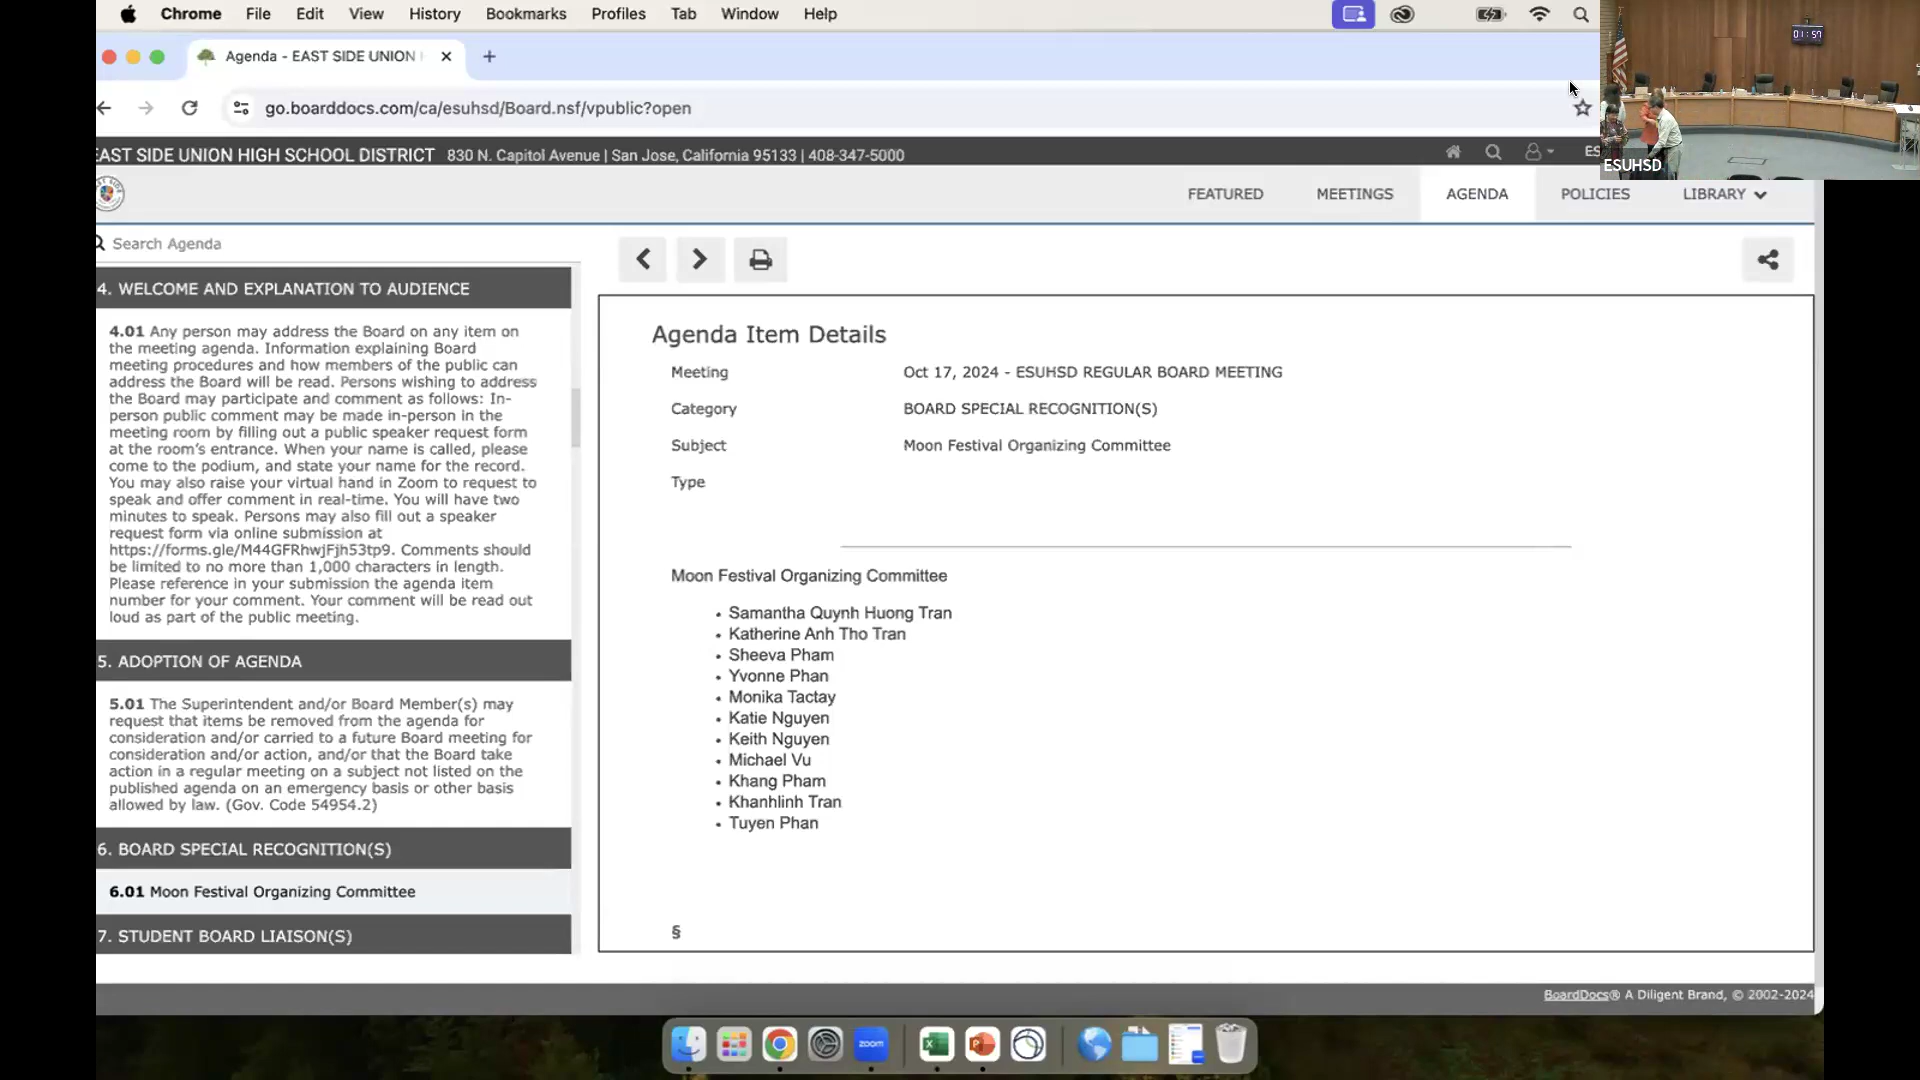 Chrome File Edit View History Bookmarks Profiles Tab Window Help
01:59
Agenda - EAST SIDE UNION
go.boarddocs.com/ca/esuhsd/Board.nsf/vpublic?open
EAST SIDE UNION HIGH SCHOOL DISTRICT 830 N. Capitol Avenue | San Jose, California 95133 | 408-347-5000
ES
ESUHSD
FEATURED MEETINGS AGENDA POLICIES LIBRARY
Search Agenda
4. WELCOME AND EXPLANATION TO AUDIENCE
4.01 Any person may address the Board on any item on
the meeting agenda. Information explaining Board
meeting procedures and how members of the public can
address the Board will be read. Persons wishing to address
the Board may participate and comment as follows: In-
person public comment may be made in-person in the
meeting room by filling out a public speaker request form
at the room's entrance. When your name is called, please
come to the podium, and state your name for the record.
You may also raise your virtual hand in Zoom to request to
speak and offer comment in real-time. You will have two
minutes to speak. Persons may also fill out a speaker
request form via online submission at
https://forms.gle/M44GFRhwjFjh53tp9. Comments should
be limited to no more than 1,000 characters in length.
Please reference in your submission the agenda item
number for your comment. Your comment will be read out
loud as part of the public meeting.
5. ADOPTION OF AGENDA
5.01 The Superintendent and/or Board Member(s) may
request that items be removed from the agenda for
consideration and/or carried to a future Board meeting for
consideration and/or action, and/or that the Board take
action in a regular meeting on a subject not listed on the
published agenda on an emergency basis or other basis
allowed by law. (Gov. Code 54954.2)
6. BOARD SPECIAL RECOGNITION(S)
6.01 Moon Festival Organizing Committee
7. STUDENT BOARD LIAISON(S)
Agenda Item Details
Meeting Oct 17, 2024 - ESUHSD REGULAR BOARD MEETING
Category BOARD SPECIAL RECOGNITION(S)
Subject Moon Festival Organizing Committee
Type
Moon Festival Organizing Committee
• Samantha Quynh Huong Tran
• Katherine Anh Tho Tran
• Sheeva Pham
• Yvonne Phan
• Monika Tactay
• Katie Nguyen
• Keith Nguyen
• Michael Vu
• Khang Pham
• Khanhlinh Tran
• Tuyen Phan
§
BoardDocs® A Diligent Brand, © 2002-2024
zoom